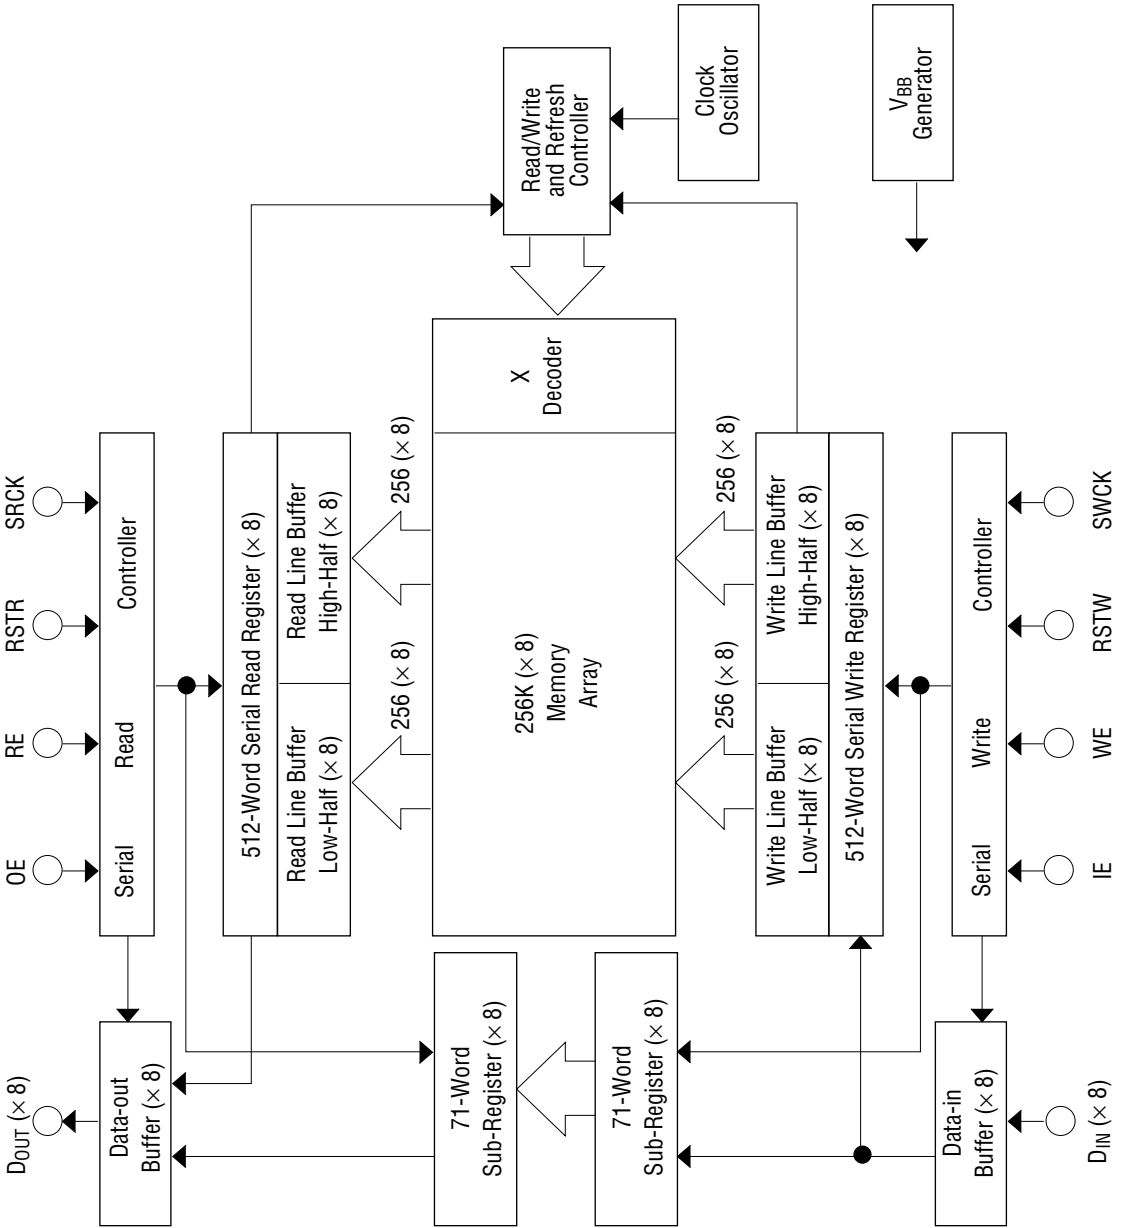 D_OUT (× 8)
OE
RE
RSTR
SRCK
Data-out
Buffer (× 8)
Serial
Read
Controller
512-Word Serial Read Register (× 8)
Read Line Buffer
Low-Half (× 8)
Read Line Buffer
High-Half (× 8)
256 (× 8)
256 (× 8)
71-Word
Sub-Register (× 8)
71-Word
Sub-Register (× 8)
256K (× 8)
Memory
Array
X
Decoder
Read/Write
and Refresh
Controller
Clock
Oscillator
V_BB
Generator
256 (× 8)
256 (× 8)
Write Line Buffer
Low-Half (× 8)
Write Line Buffer
High-Half (× 8)
512-Word Serial Write Register (× 8)
Data-in
Buffer (× 8)
Serial
Write
Controller
D_IN (× 8)
IE
WE
RSTW
SWCK